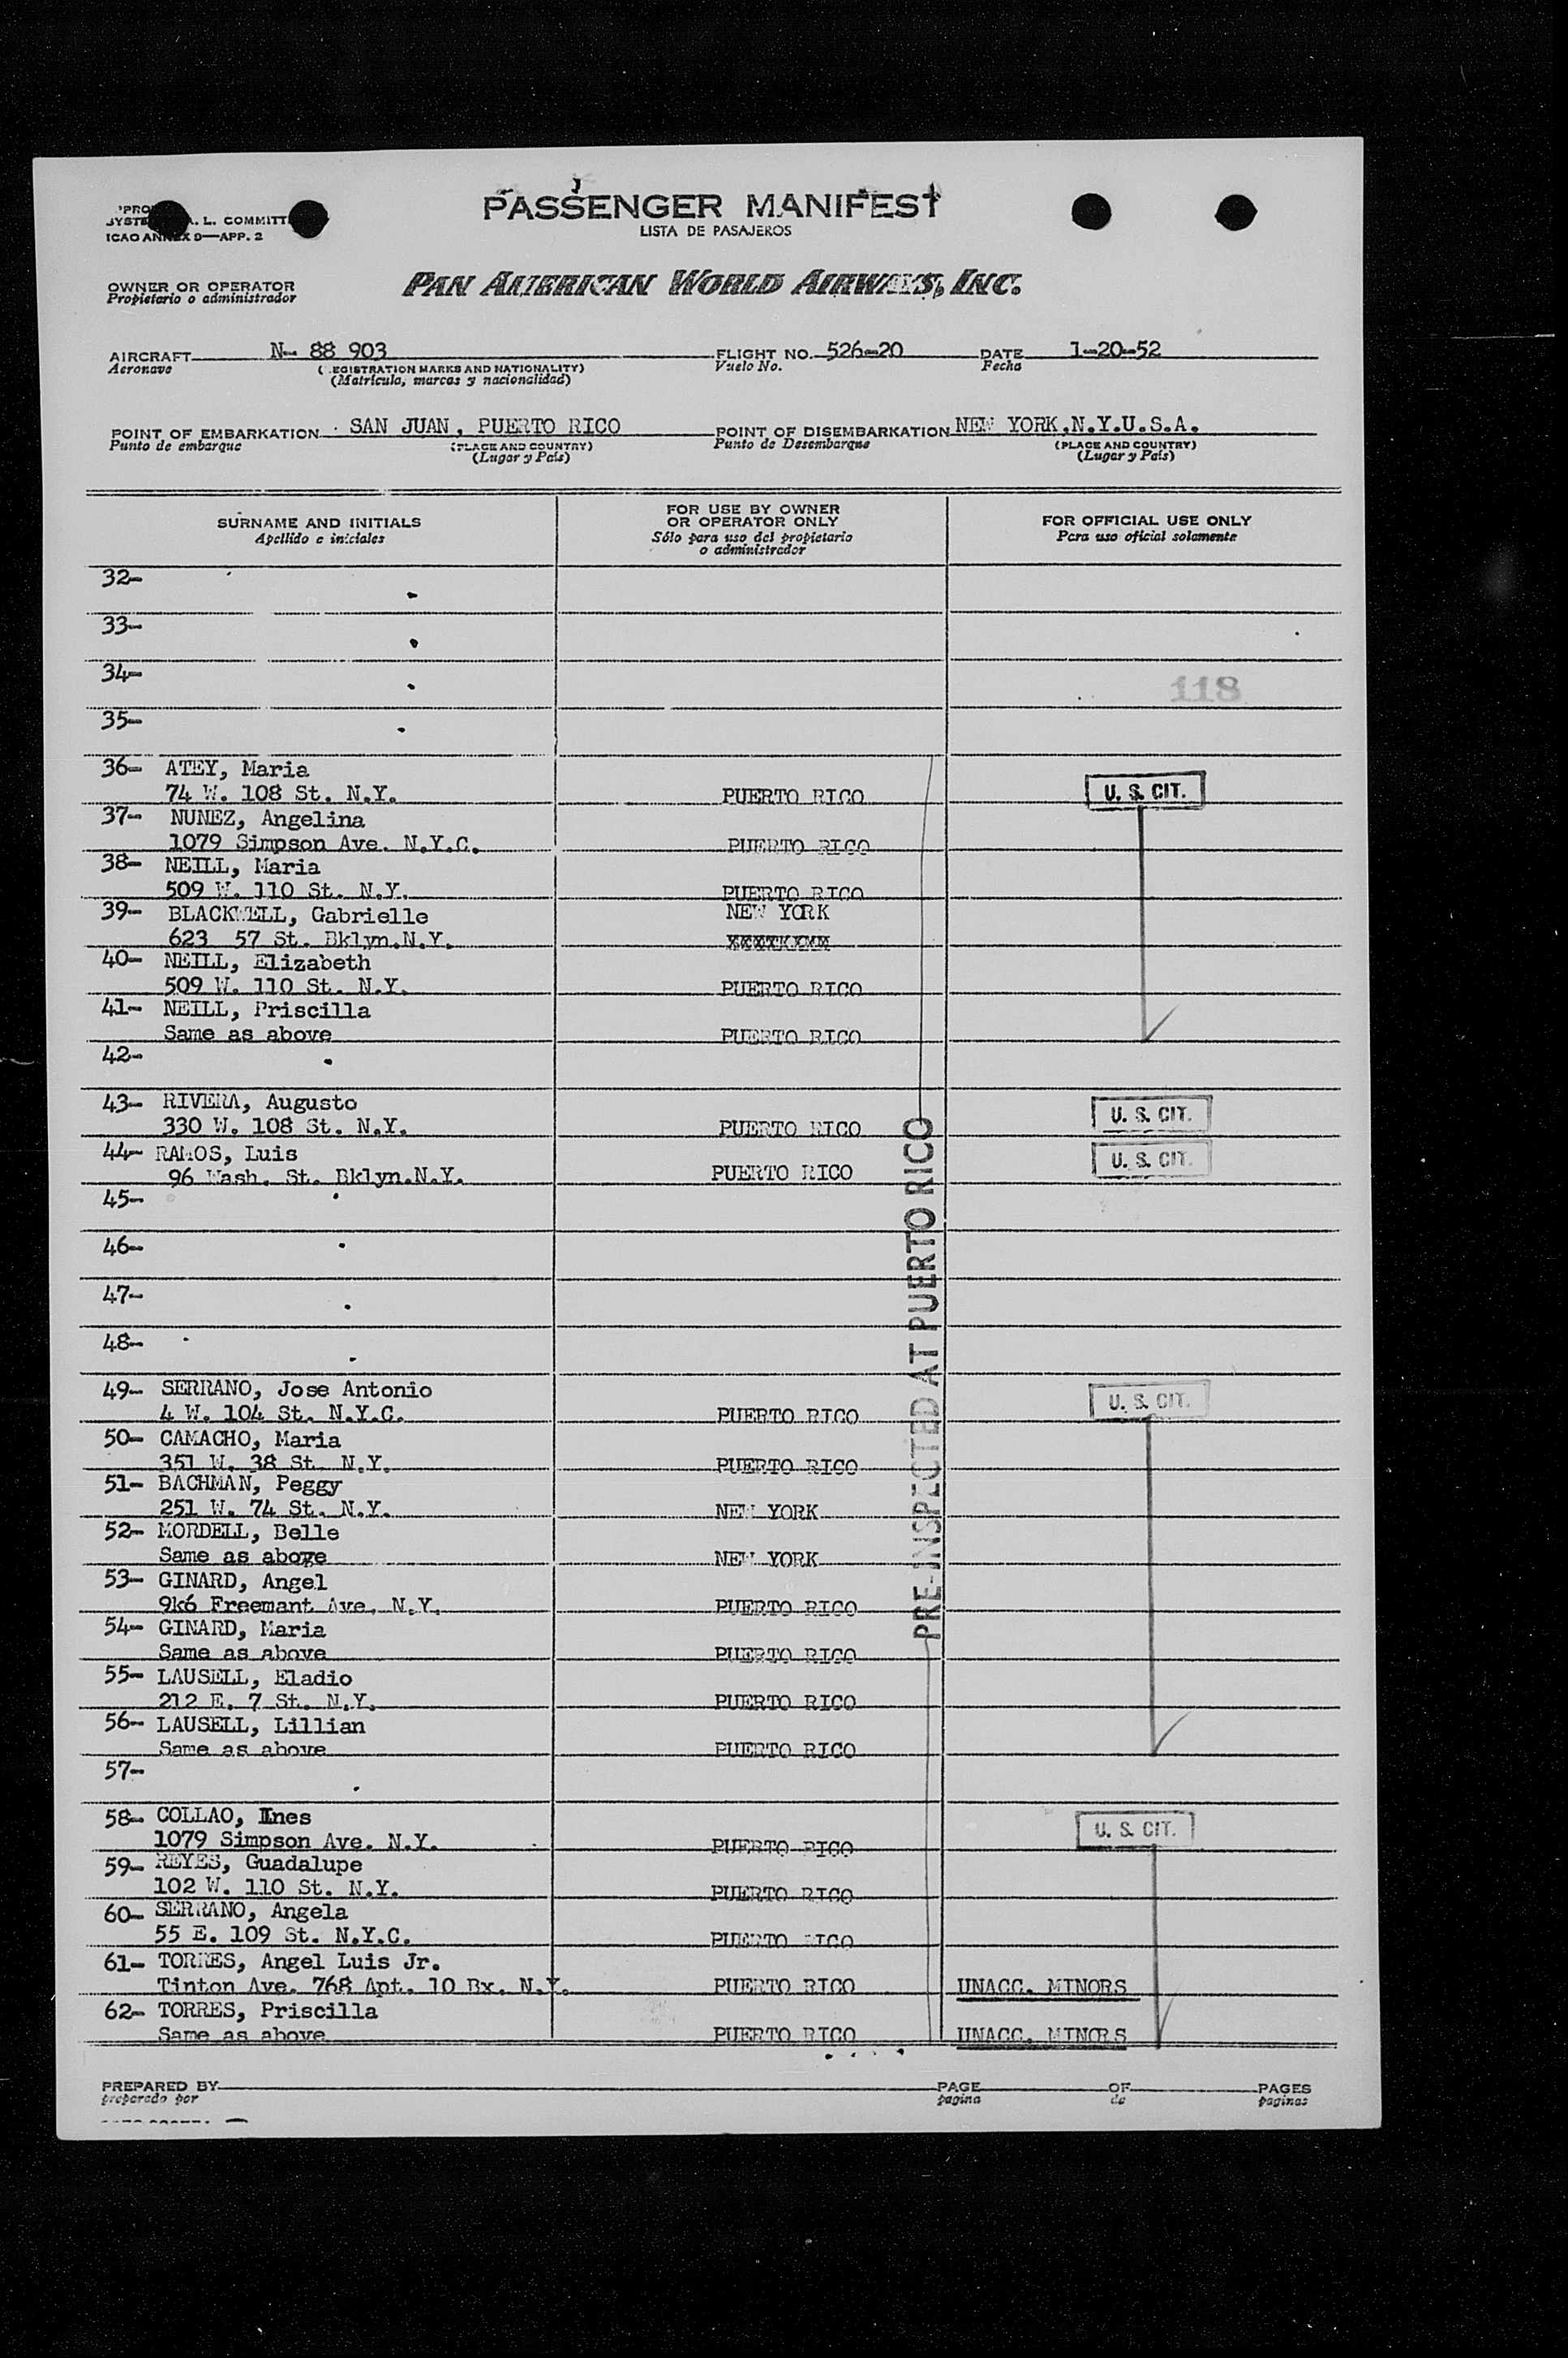 PASSENGER MANIFEST
LISTA DE PASAJEROS
L. COMMITT
ICAO ANNEX 9—APP. 2
OWNER OR OPERATOR
Propietario o administrador
PAN AMERICAN WORLD AIRWAYS, INC.
AIRCRAFT N- 88 903 FLIGHT NO. 526-20 DATE 1-20-52
Aeronave (REGISTRATION MARKS AND NATIONALITY) Vuelo No. Fecha
(Matrícula, marcas y nacionalidad)
POINT OF EMBARKATION SAN JUAN, PUERTO RICO POINT OF DISEMBARKATION NEW YORK,N.Y.U.S.A.
Punto de embarque (PLACE AND COUNTRY) Punto de Desembarque (PLACE AND COUNTRY)
(Lugar y País) (Lugar y País)
SURNAME AND INITIALS
Apellido e iniciales
FOR USE BY OWNER
OR OPERATOR ONLY
Sólo para uso del propietario
o administrador
FOR OFFICIAL USE ONLY
Para uso oficial solamente
32-
33-
34-
118
35-
36- ATEY, Maria
74 W. 108 St. N.Y. PUERTO RICO U. S. CIT.
37- NUNEZ, Angelina
1079 Simpson Ave. N.Y.C. PUERTO RICO
38- NEILL, Maria
509 W. 110 St. N.Y. PUERTO RICO
39- BLACKWELL, Gabrielle NEW YORK
623 57 St. Bklyn.N.Y.
40- NEILL, Elizabeth
509 W. 110 St. N.Y. PUERTO RICO
41- NEILL, Priscilla
Same as above PUERTO RICO
42-
43- RIVERA, Augusto
330 W. 108 St. N.Y. PUERTO RICO U. S. CIT.
44- RAMOS, Luis
96 Wash. St. Bklyn.N.Y. PUERTO RICO U. S. CIT.
45-
46-
47-
48-
PRE-INSPECTED AT PUERTO RICO
49- SERRANO, Jose Antonio
4 W. 104 St. N.Y.C. PUERTO RICO U. S. CIT.
50- CAMACHO, Maria
351 W. 38 St. N.Y. PUERTO RICO
51- BACHMAN, Peggy
251 W. 74 St. N.Y. NEW YORK
52- MORDELL, Belle
Same as above NEW YORK
53- GINARD, Angel
9k6 Freemant Ave. N.Y. PUERTO RICO
54- GINARD, Maria
Same as above PUERTO RICO
55- LAUSELL, Eladio
212 E. 7 St. N.Y. PUERTO RICO
56- LAUSELL, Lillian
Same as above PUERTO RICO
57-
58- COLLAO, Ines
1079 Simpson Ave. N.Y. PUERTO RICO U. S. CIT.
59- REYES, Guadalupe
102 W. 110 St. N.Y. PUERTO RICO
60- SERRANO, Angela
55 E. 109 St. N.Y.C. PUERTO RICO
61- TORRES, Angel Luis Jr.
Tinton Ave. 768 Apt. 10 Bx. N.Y. PUERTO RICO UNACC. MINORS
62- TORRES, Priscilla
Same as above PUERTO RICO UNACC. MINORS
PREPARED BY PAGE OF PAGES
preparado por pagina de paginas